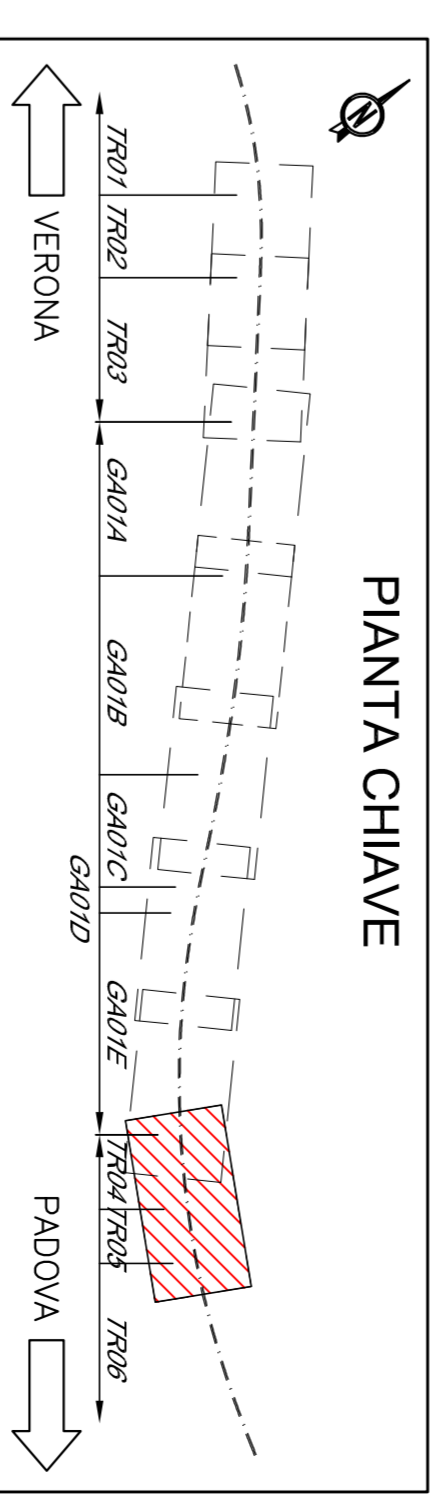 PIANTA CHIAVE
N
TR01
TR02
TR03
GA01A
GA01B
GA01C
GA01D
GA01E
TR04
TR05
TR06
VERONA
PADOVA